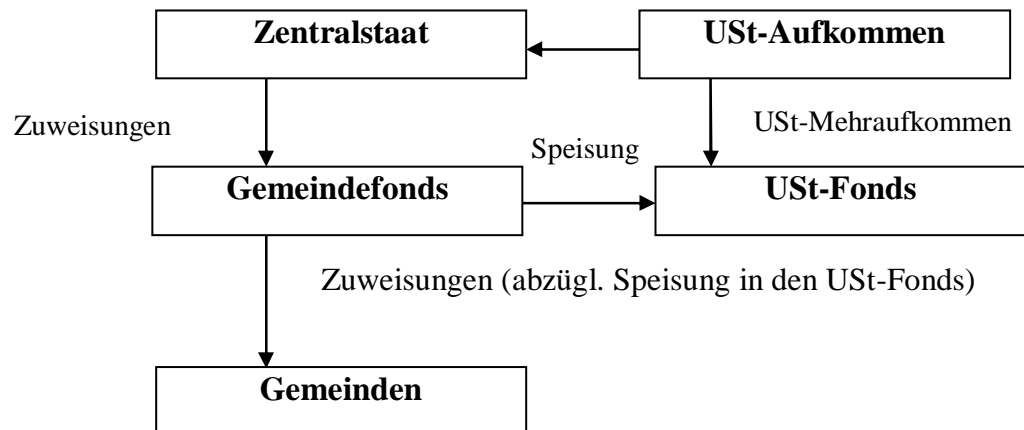 Zentralstaat
USt-Aufkommen
Zuweisungen
USt-Mehraufkommen
Speisung
Gemeindefonds
USt-Fonds
Zuweisungen (abzügl. Speisung in den USt-Fonds)
Gemeinden